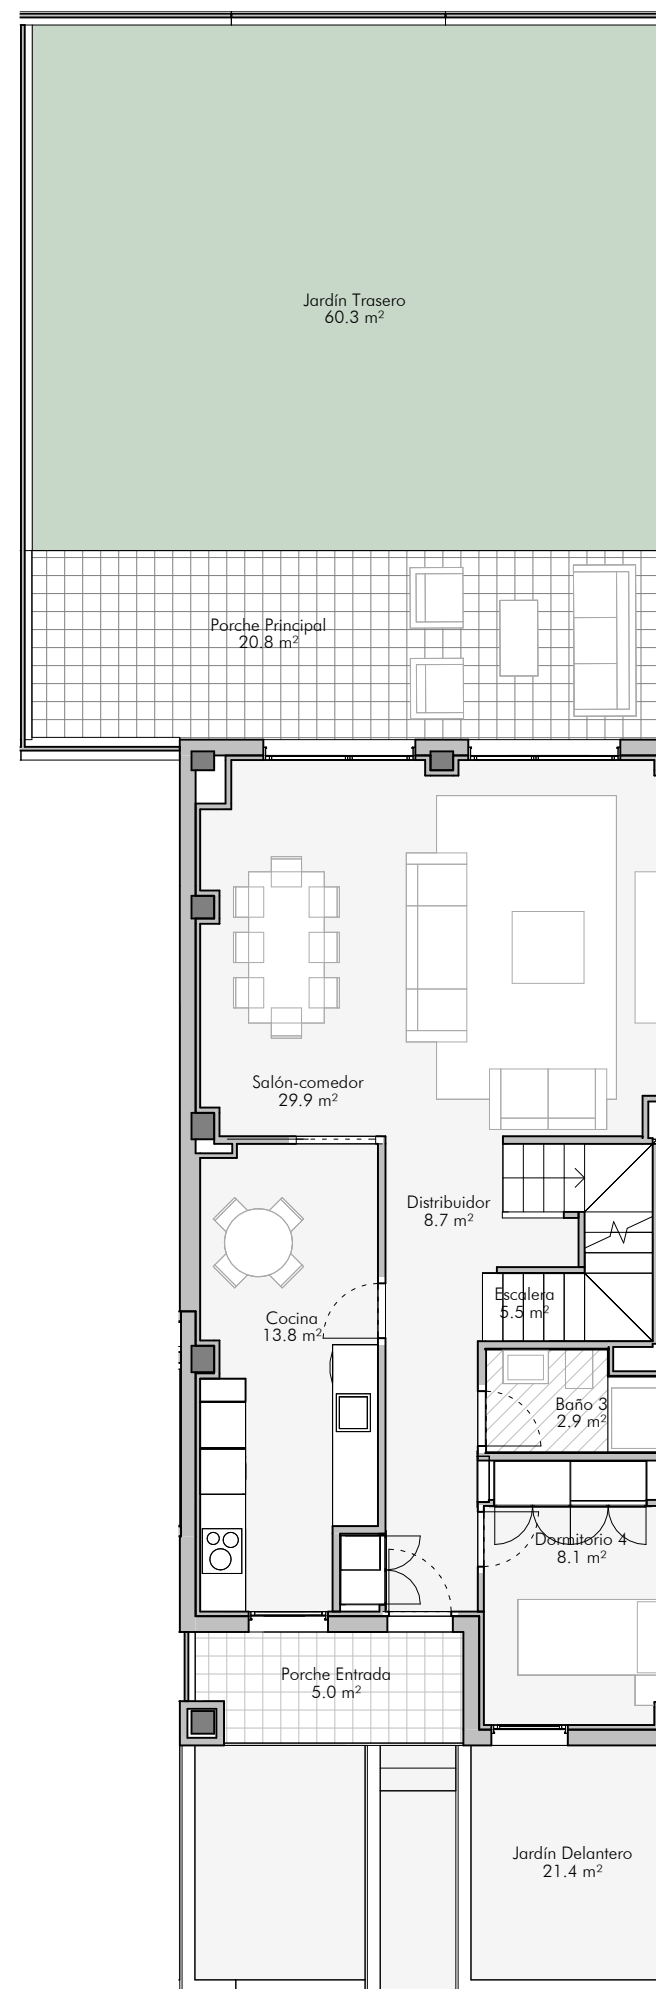 Jardín Trasero
60.3 m²
Porche Principal
20.8 m²
Salón-comedor
29.9 m²
Distribuidor
8.7 m²
Escalera
5.5 m²
Cocina
13.8 m²
Baño 3
2.9 m²
Dormitorio 4
8.1 m²
Porche Entrada
5.0 m²
Jardín Delantero
21.4 m²